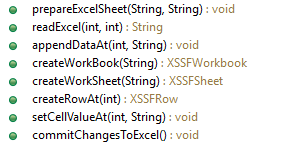 prepareExcelSheet(String, String) : void
readExcel(int, int) : String
appendDataAt(int, String) : void
createWorkBook(String) : XSSFWorkbook
createWorkSheet(String) : XSSFSheet
createRowAt(int) : XSSFRow
setCellValueAt(int, String) : void
commitChangesToExcel() : void